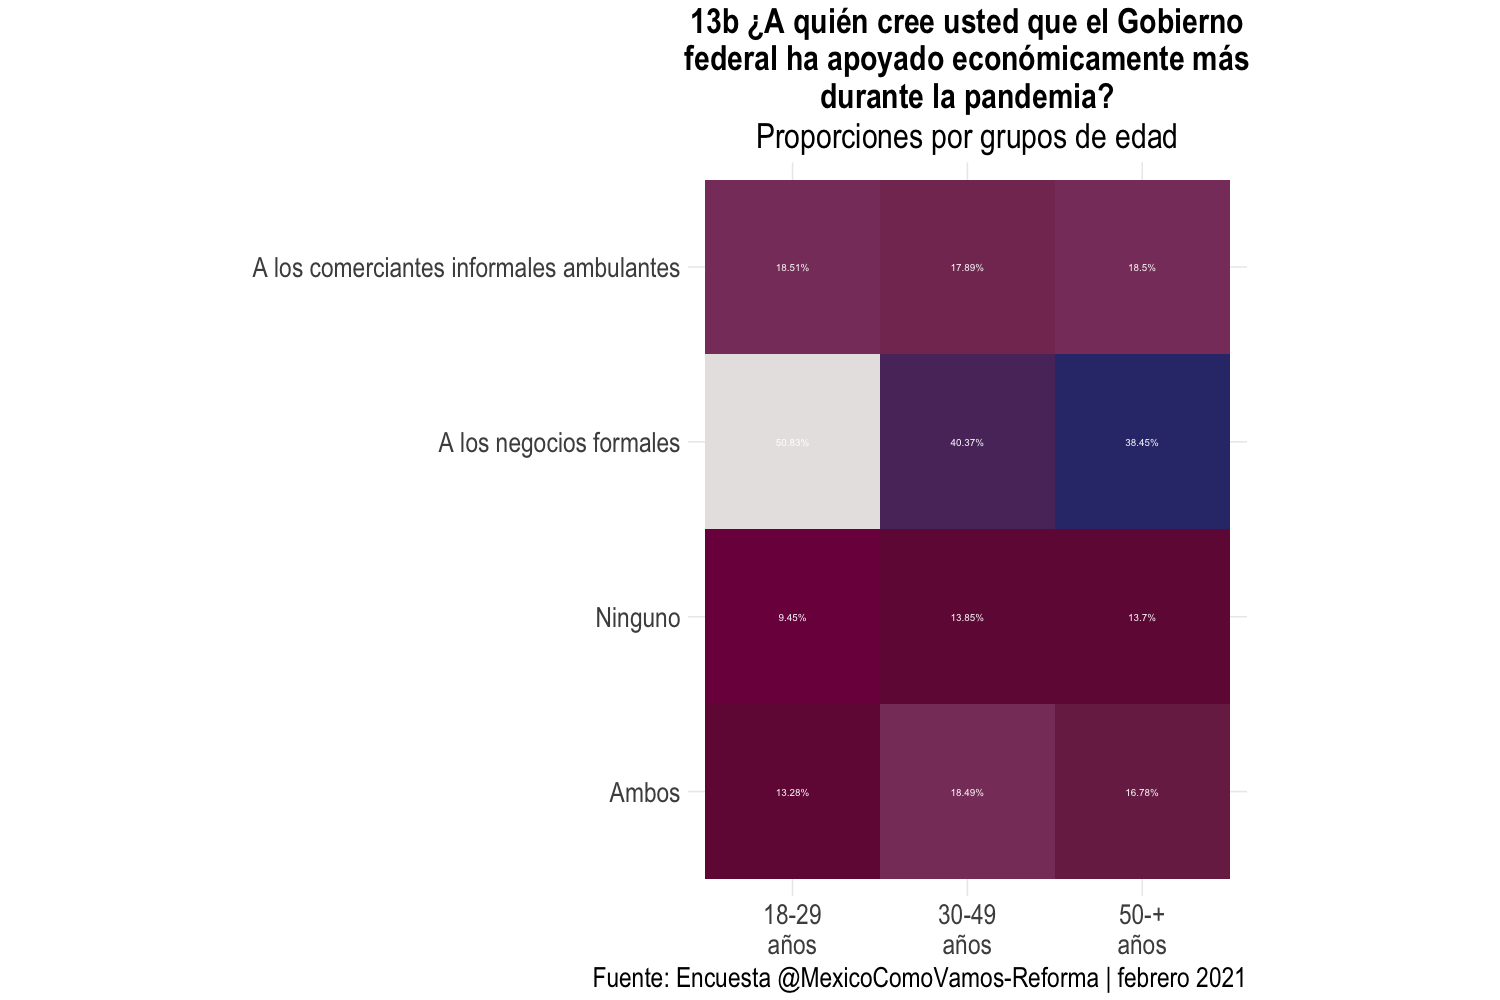 13b ¿A quién cree usted que el Gobierno
federal ha apoyado económicamente más
durante la pandemia?
Proporciones por grupos de edad
A los comerciantes informales ambulantes
18.51%
17.89%
18.5%
A los negocios formales
50.83%
40.37%
38.45%
Ninguno
9.45%
13.85%
13.7%
Ambos
13.28%
18.49%
16.78%
18-29
años
30-49
años
50-+
años
Fuente: Encuesta @MexicoComoVamos-Reforma | febrero 2021